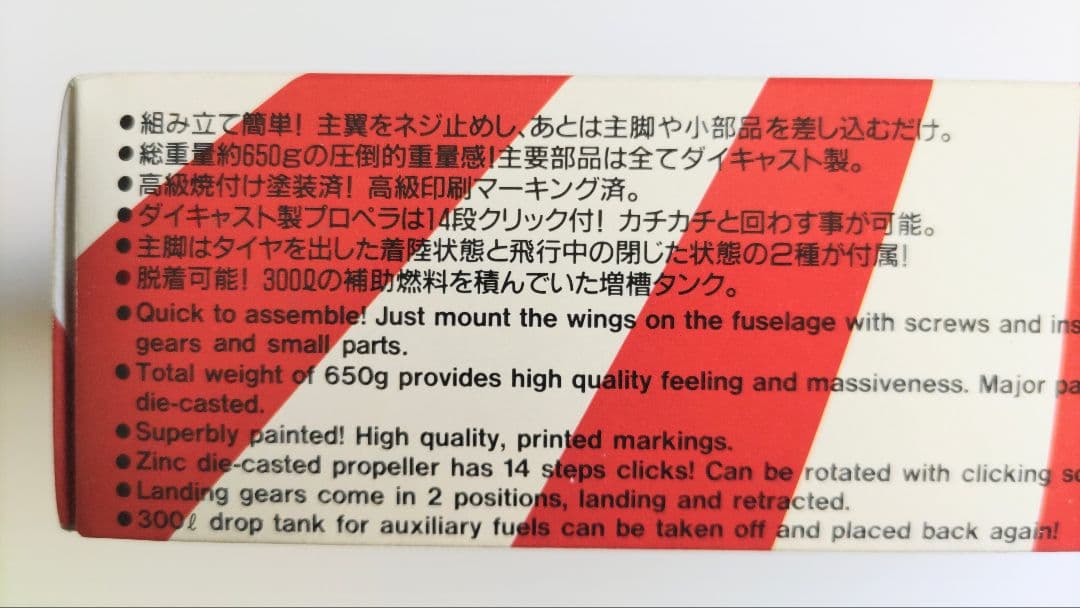 ●組み立て簡単! 主翼をネジ止めし、あとは主脚や小部品を差し込むだけ。
●総重量約650gの圧倒的重量感!主要部品は全てダイキャスト製。
●高級焼付け塗装済! 高級印刷マーキング済。
●ダイキャスト製プロペラは14段クリック付! カチカチと回わす事が可能。
●主脚はタイヤを出した着陸状態と飛行中の閉じた状態の2種が付属!
●脱着可能! 300ℓの補助燃料を積んでいた増槽タンク。
●Quick to assemble! Just mount the wings on the fuselage with screws and
gears and small parts.
●Total weight of 650g provides high quality feeling and massiveness. Major
die-casted.
●Superbly painted! High quality, printed markings.
●Zinc die-casted propeller has 14 steps clicks! Can be rotated with clicking
●Landing gears come in 2 positions, landing and retracted.
●300ℓ drop tank for auxiliary fuels can be taken off and placed back again!